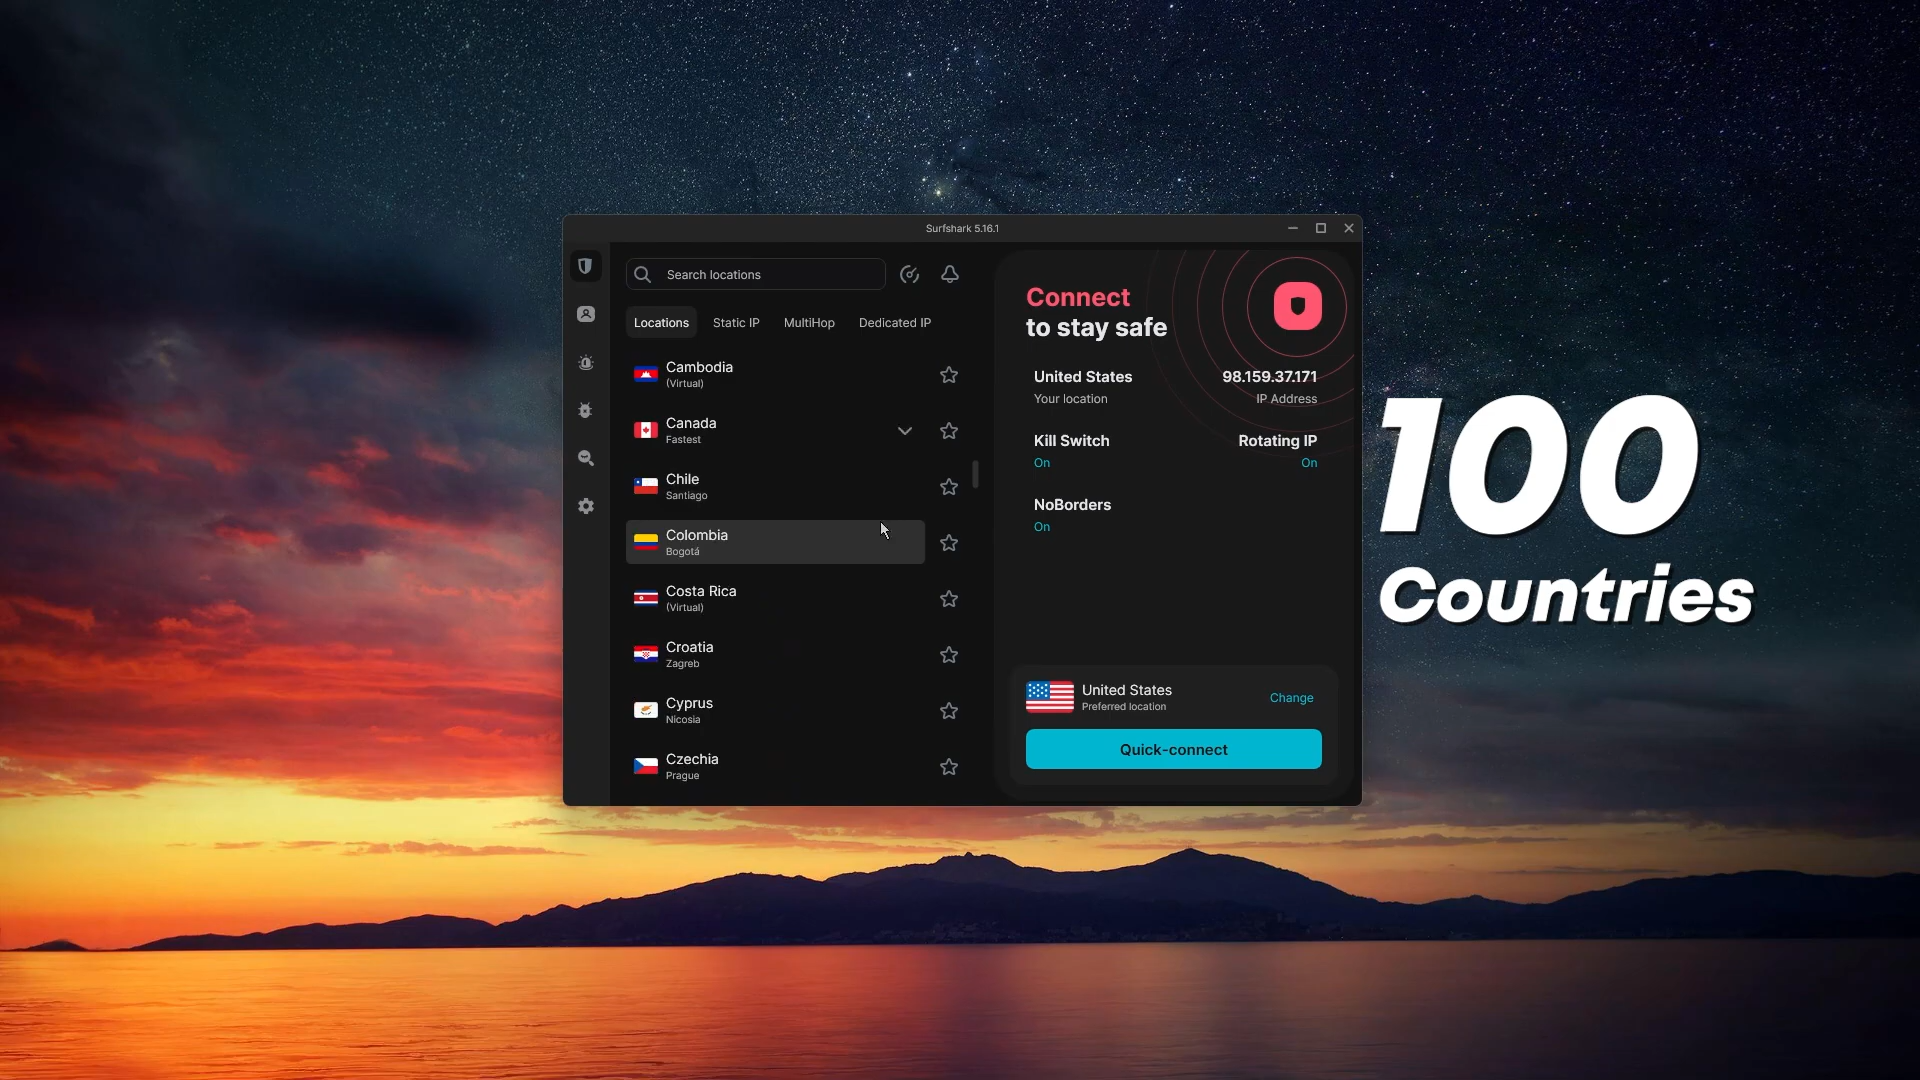 Surfshark 5.16.1
Search locations
Locations
Static IP
MultiHop
Dedicated IP
Cambodia
(Virtual)
Canada
Fastest
Chile
Santiago
Colombia
Bogotá
Costa Rica
(Virtual)
Croatia
Zagreb
Cyprus
Nicosia
Czechia
Prague
Connect
to stay safe
United States
98.159.37.171
Your location
IP Address
Kill Switch
Rotating IP
On
On
NoBorders
On
United States
Preferred location
Change
Quick-connect
100
Countries